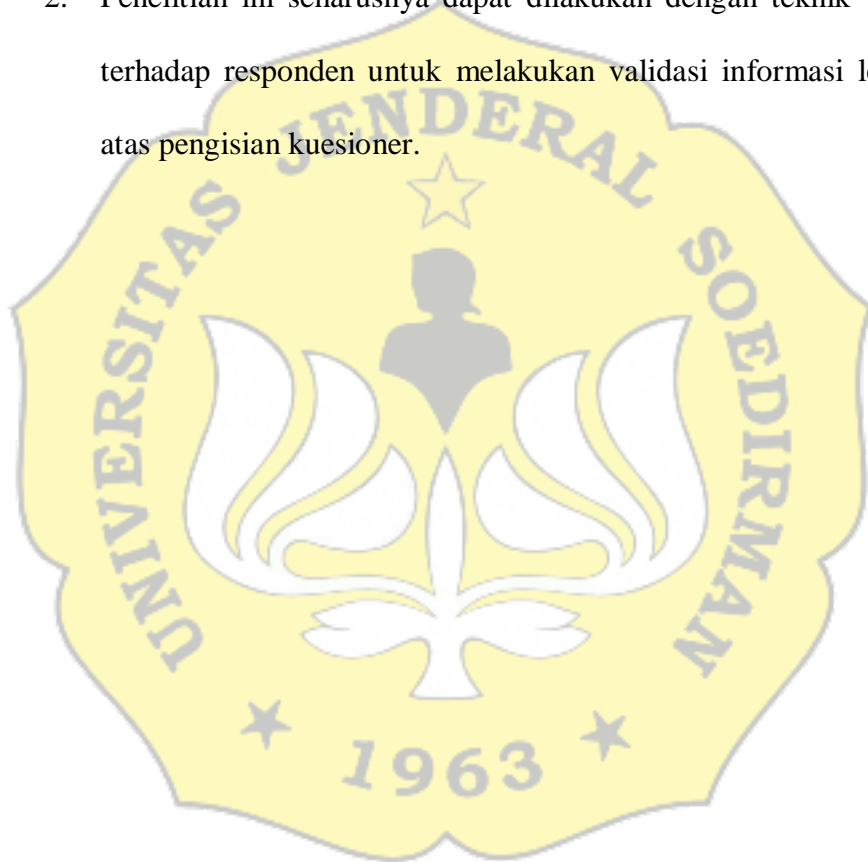 2. Penelitian ini seharusnya dapat dilakukan dengan teknik
terhadap responden untuk melakukan validasi informasi
atas pengisian kuesioner.
UNIVERSITAS JENDERAL SOEDIRMAN
★ 1963 ★